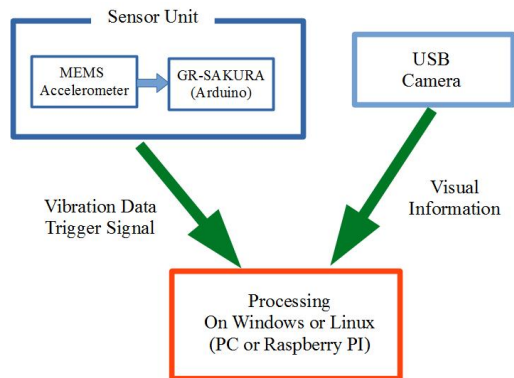 Sensor Unit
MEMS
Accelerometer
GR-SAKURA
(Arduino)
USB
Camera
Vibration Data
Trigger Signal
Visual
Information
Processing
On Windows or Linux
(PC or Raspberry PI)